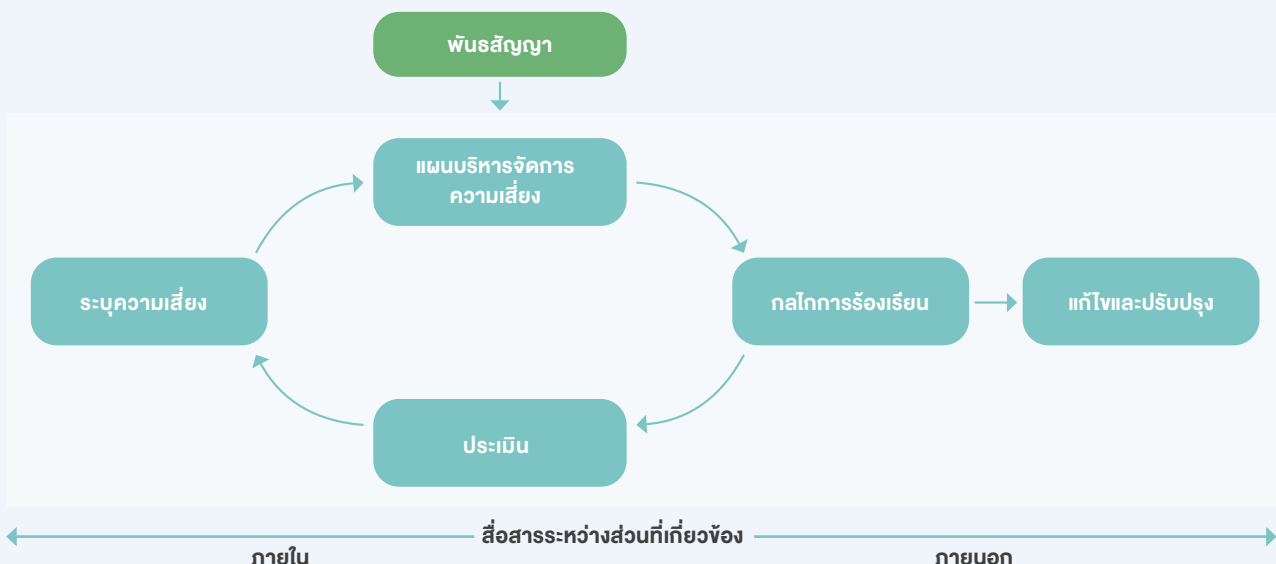 พันธสัญญา
แผนบริหารจัดการ
ความเสี่ยง
ระบุความเสี่ยง
กลไกการร้องเรียน
แก้ไขและปรับปรุง
ประเมิน
สื่อสารระหว่างส่วนที่เกี่ยวข้อง
ภายใน
ภายนอก